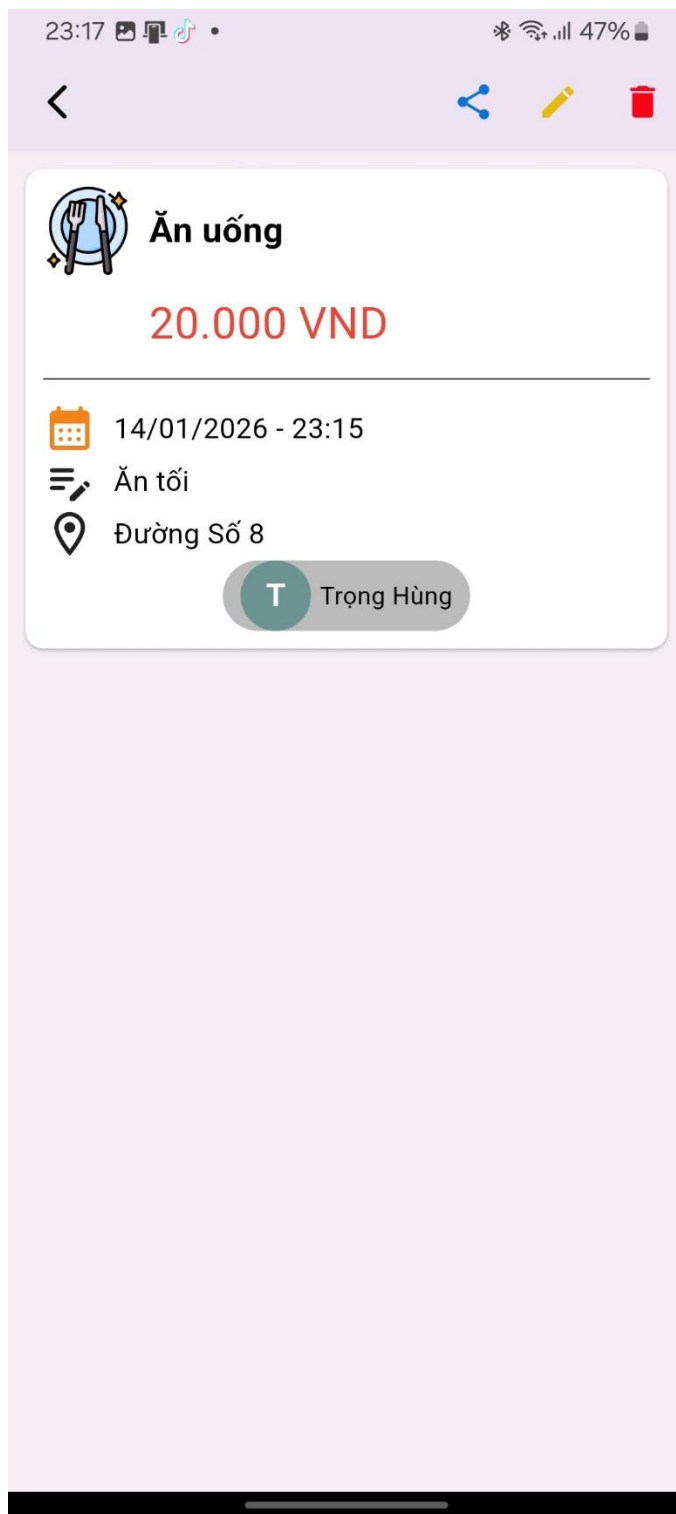 23:17 47%
Ăn uống
20.000 VND
14/01/2026 - 23:15
Ăn tối
Đường Số 8
T Trọng Hùng